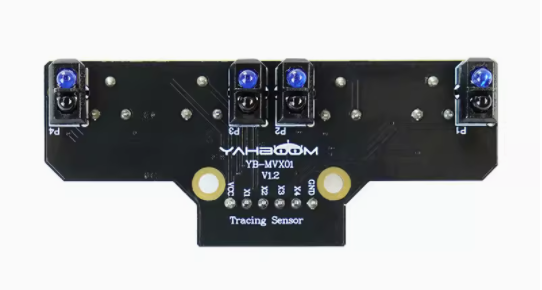 P4
P3
P2
P1
YAHBOOM
YB-MVX01
V1.2
VCC X1 X2 X3 X4 GND
Tracing Sensor